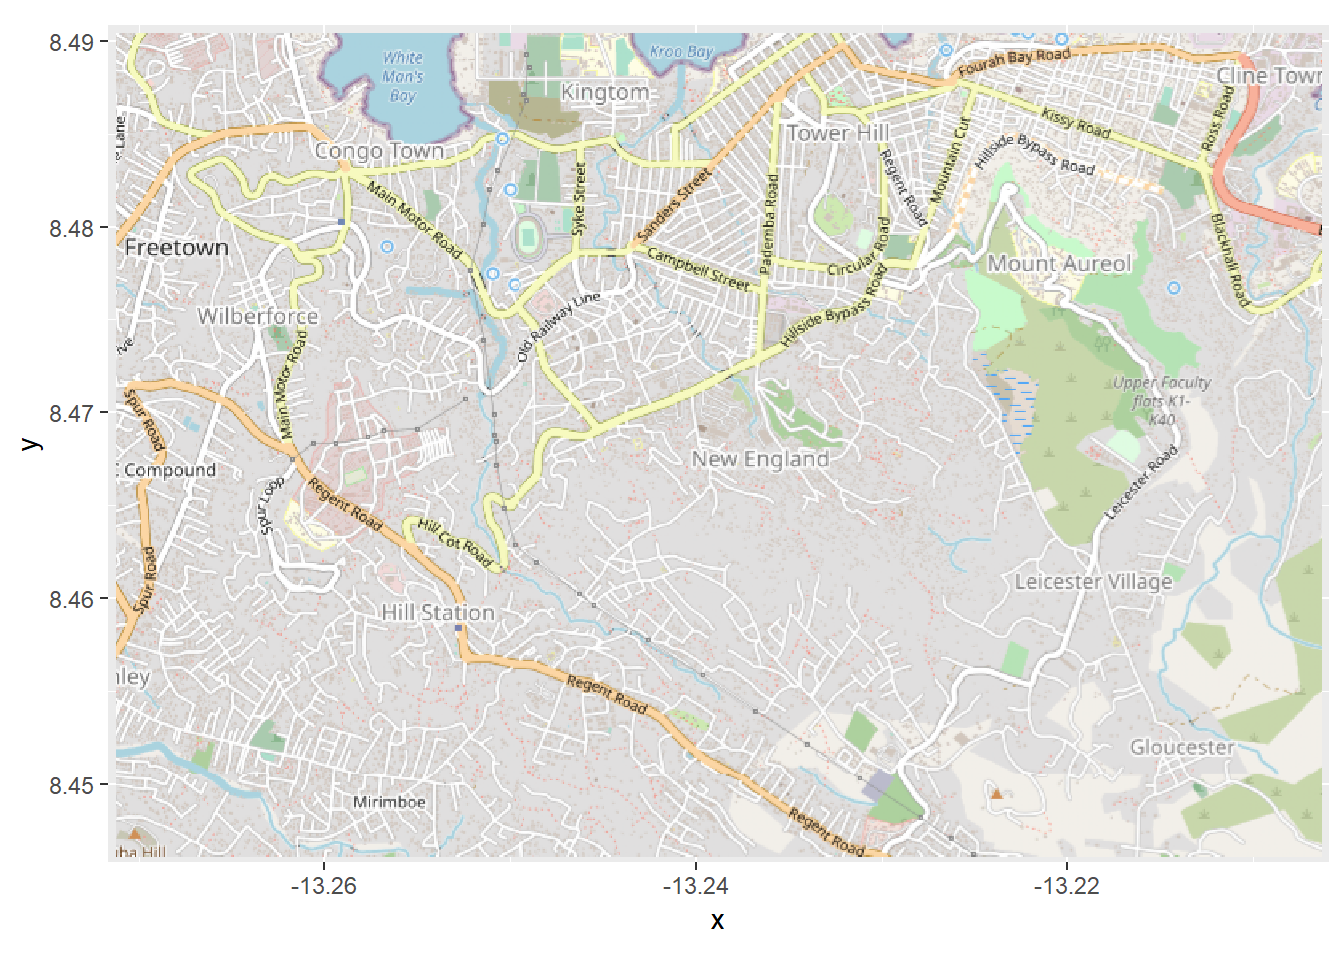 8.49
White
Man's
Bay
Kroo Bay
Fourah Bay Road
Cline Town
Kingtom
Ross Road
Kissy Road
Lane
Tower Hill
Mountain Cut
Hillside Bypass Road
Congo Town
Regent Road
Main Motor Road
Syke Street
Sanders Street
Pademba Road
8.48
Freetown
Circular Road
Blackhall Road
Campbell Street
Mount Aureol
Wilberforce
Old Railway Line
Hillside Bypass Road
Main Motor Road
Upper Faculty
flats K1-
K40
8.47
y
Spur Road
Compound
New England
Leicester Road
Spur Loop
Regent Road
Hill Cot Road
Spur Road
Leicester Village
8.46
Hill Station
nley
Regent Road
Gloucester
8.45
Mirimboe
Regent Road
ba Hill
-13.26
-13.24
-13.22
x